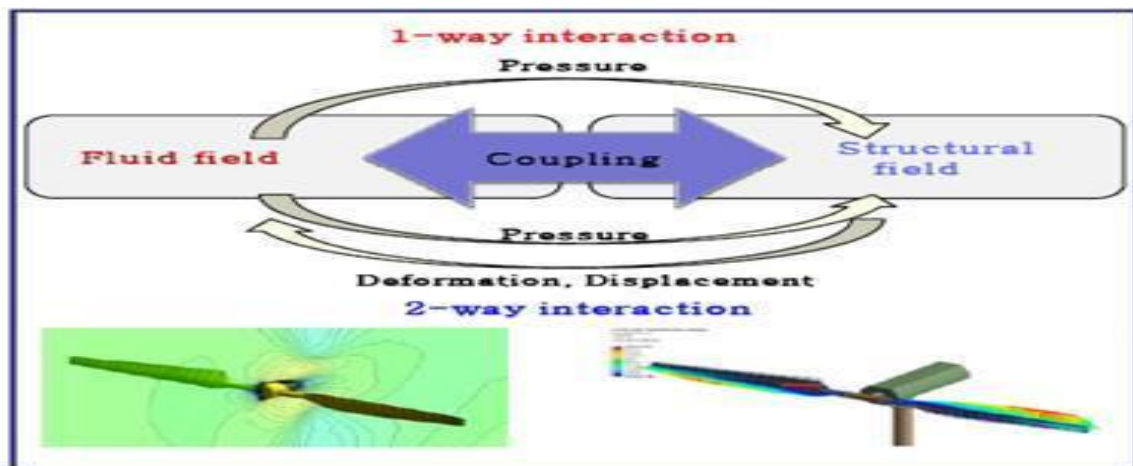 1-way interaction
Pressure
Fluid field
Coupling
Structural
field
Pressure
Deformation, Displacement
2-way interaction